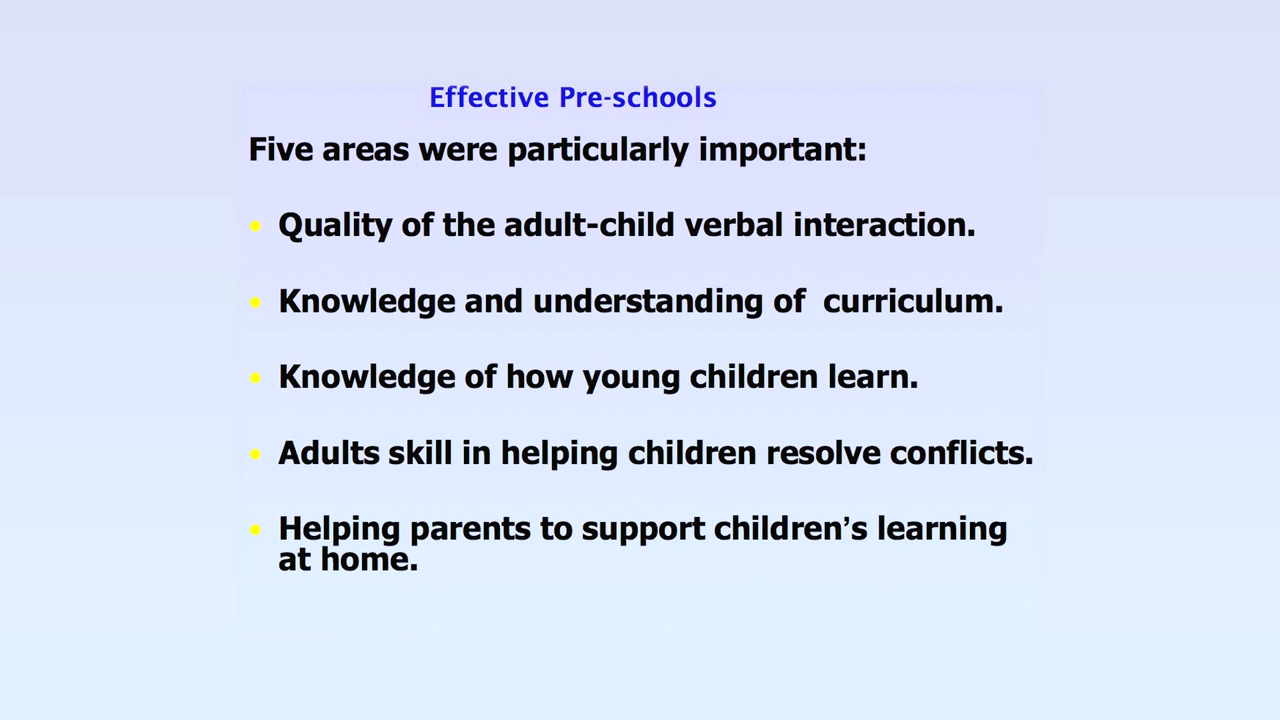 Effective Pre-schools
Five areas were particularly important:
• Quality of the adult-child verbal interaction.
• Knowledge and understanding of  curriculum.
• Knowledge of how young children learn.
• Adults skill in helping children resolve conflicts.
• Helping parents to support children’s learning
at home.